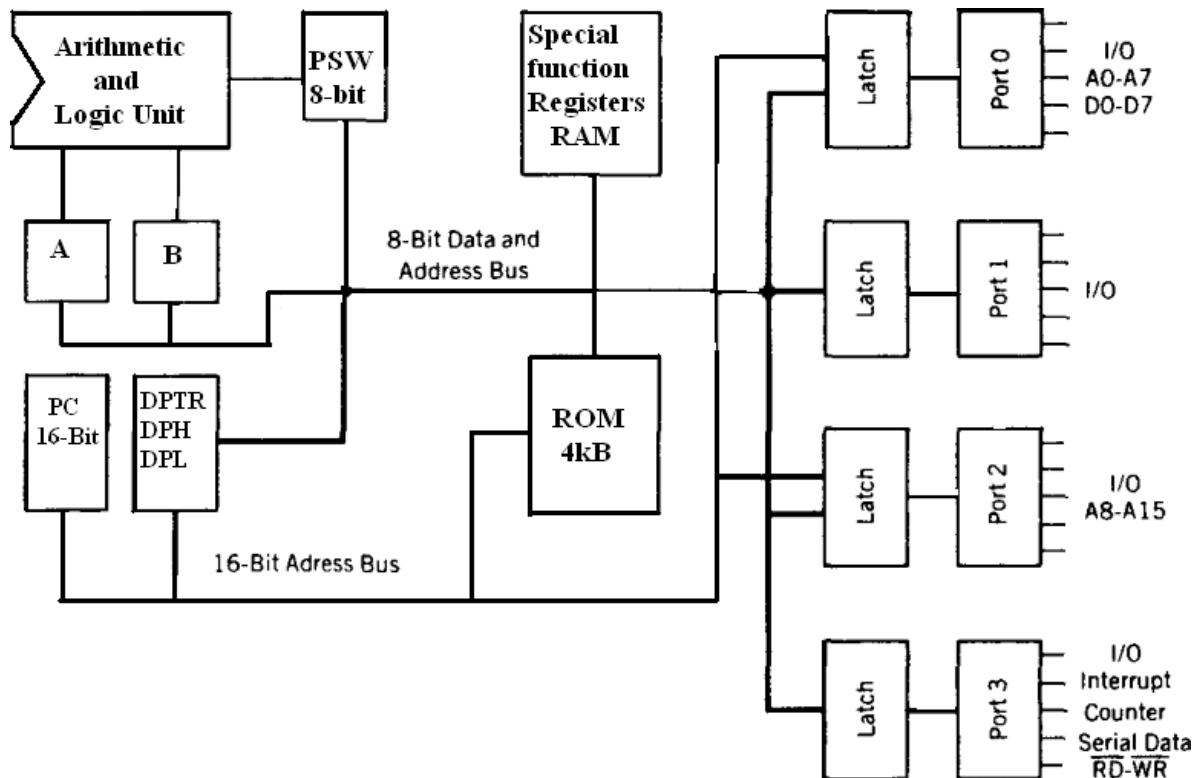 Arithmetic
and
Logic Unit
PSW
8-bit
Special
function
Registers
RAM
Latch
Port 0
I/O
A0-A7
D0-D7
A
B
8-Bit Data and
Address Bus
Latch
Port 1
I/O
PC
16-Bit
DPTR
DPH
DPL
ROM
4kB
Latch
Port 2
I/O
A8-A15
16-Bit Adress Bus
Latch
Port 3
I/O
Interrupt
Counter
Serial Data
R̅D̅-W̅R̅